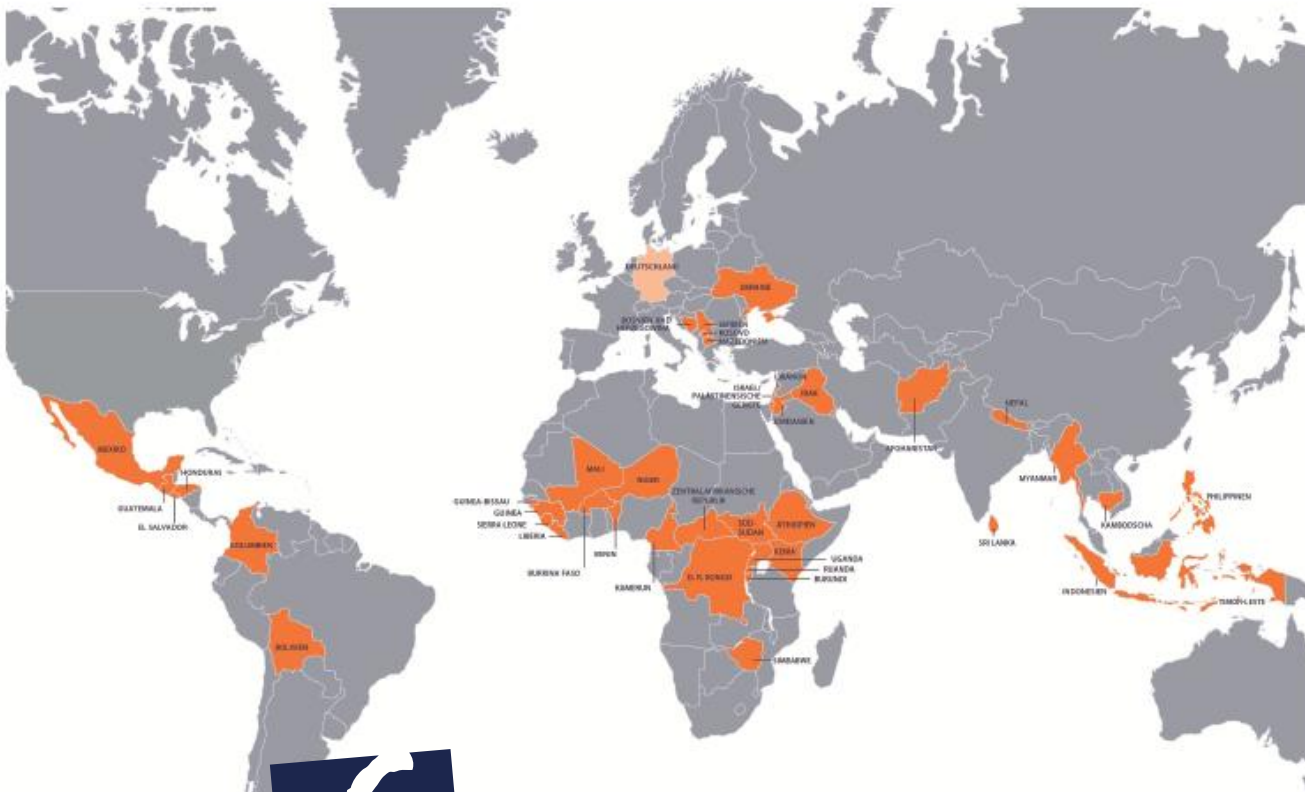 DEUTSCHLAND
UKRAINE
BOSNIEN UND
HERZEGOWINA
SERBIEN
KOSOVO
MAZEDONIEN
LIBANON
ISRAEL/
PALÄSTINENSISCHE
GEBIETE
IRAK
JORDANIEN
AFGHANISTAN
NEPAL
MYANMAR
KAMBODSCHA
PHILIPPINEN
SRI LANKA
INDONESIEN
TIMOR-LESTE
MEXIKO
HONDURAS
GUATEMALA
EL SALVADOR
KOLUMBIEN
BOLIVIEN
MALI
NIGER
GUINEA-BISSAU
GUINEA
SIERRA LEONE
LIBERIA
BENIN
BURKINA FASO
KAMERUN
ZENTRALAFRIKANISCHE
REPUBLIK
SÜD-
SUDAN
ÄTHIOPIEN
KENIA
UGANDA
RUANDA
BURUNDI
D. R. KONGO
SIMBABWE